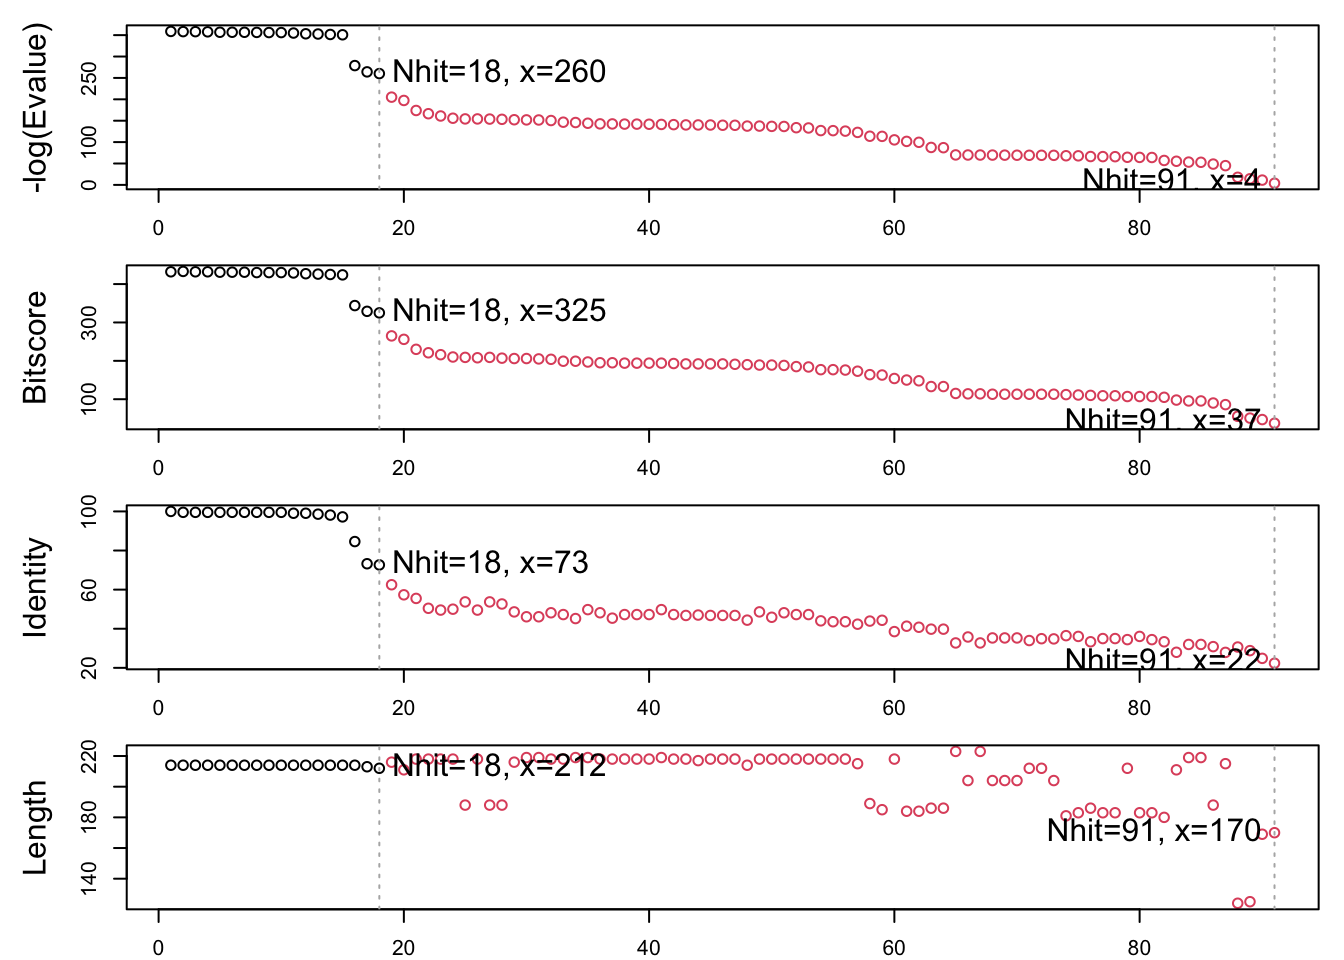 -log(Evalue)
250
100
0
Nhit=18, x=260
Nhit=91, x=4
0 20 40 60 80
Bitscore
300
100
Nhit=18, x=325
Nhit=91, x=37
0 20 40 60 80
Identity
100
60
20
Nhit=18, x=73
Nhit=91, x=22
0 20 40 60 80
Length
220
180
140
Nhit=18, x=212
Nhit=91, x=170
0 20 40 60 80